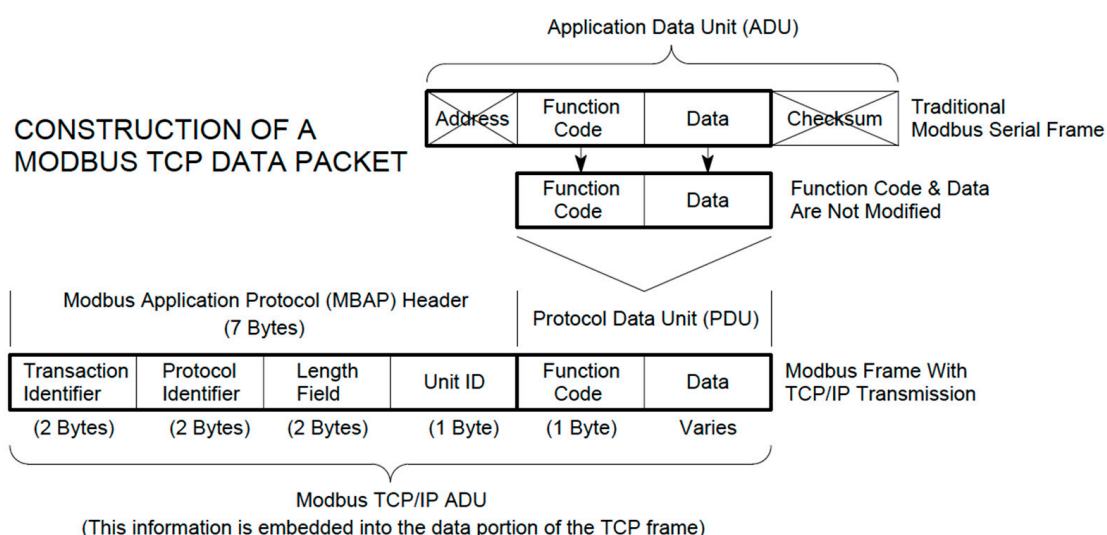 Application Data Unit (ADU)
CONSTRUCTION OF A
MODBUS TCP DATA PACKET
Address
Function
Code
Data
Checksum
Traditional
Modbus Serial Frame
Function
Code
Data
Function Code & Data
Are Not Modified
Modbus Application Protocol (MBAP) Header
(7 Bytes)
Protocol Data Unit (PDU)
Transaction
Identifier
Protocol
Identifier
Length
Field
Unit ID
Function
Code
Data
Modbus Frame With
TCP/IP Transmission
(2 Bytes)
(2 Bytes)
(2 Bytes)
(1 Byte)
(1 Byte)
Varies
Modbus TCP/IP ADU
(This information is embedded into the data portion of the TCP frame)